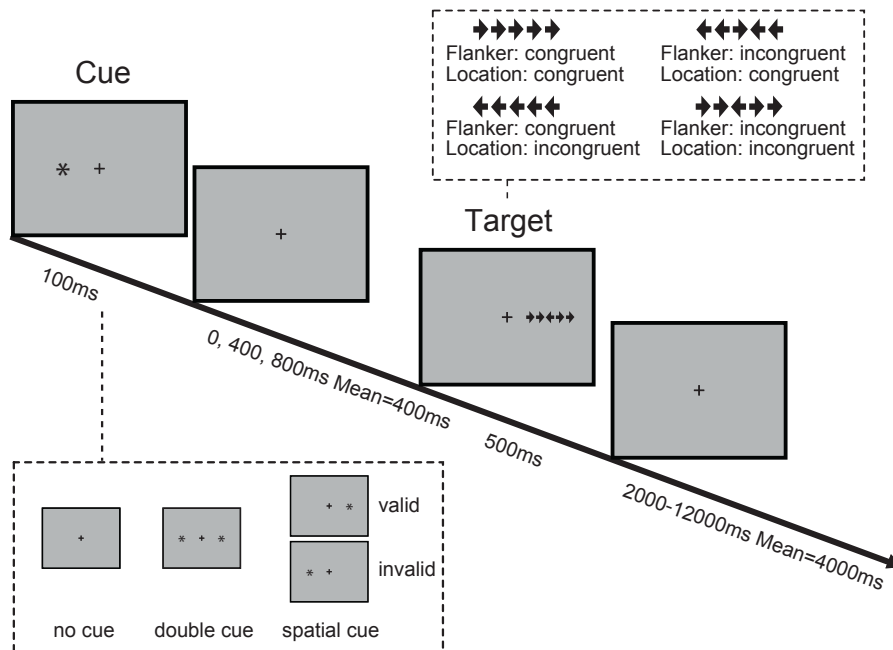 Flanker: congruent
Location: congruent
Flanker: incongruent
Location: congruent
Flanker: congruent
Location: incongruent
Flanker: incongruent
Location: incongruent
Cue
Target
100ms
0, 400, 800ms Mean=400ms
500ms
2000-12000ms Mean=4000ms
valid
invalid
no cue
double cue
spatial cue